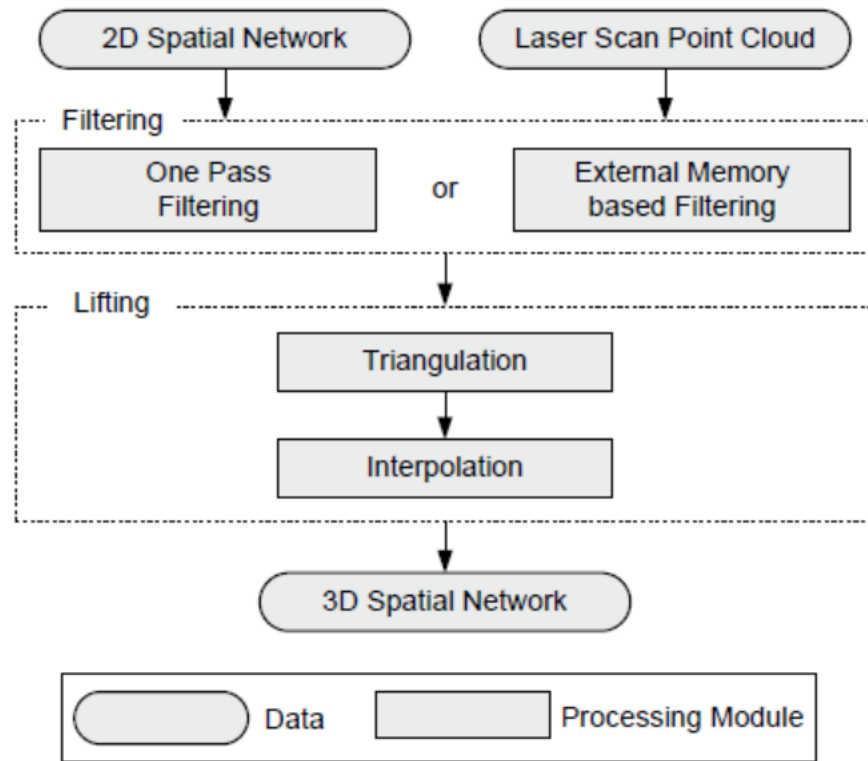 2D Spatial Network
Laser Scan Point Cloud
Filtering
One Pass
Filtering
or
External Memory
based Filtering
Lifting
Triangulation
Interpolation
3D Spatial Network
Data
Processing Module